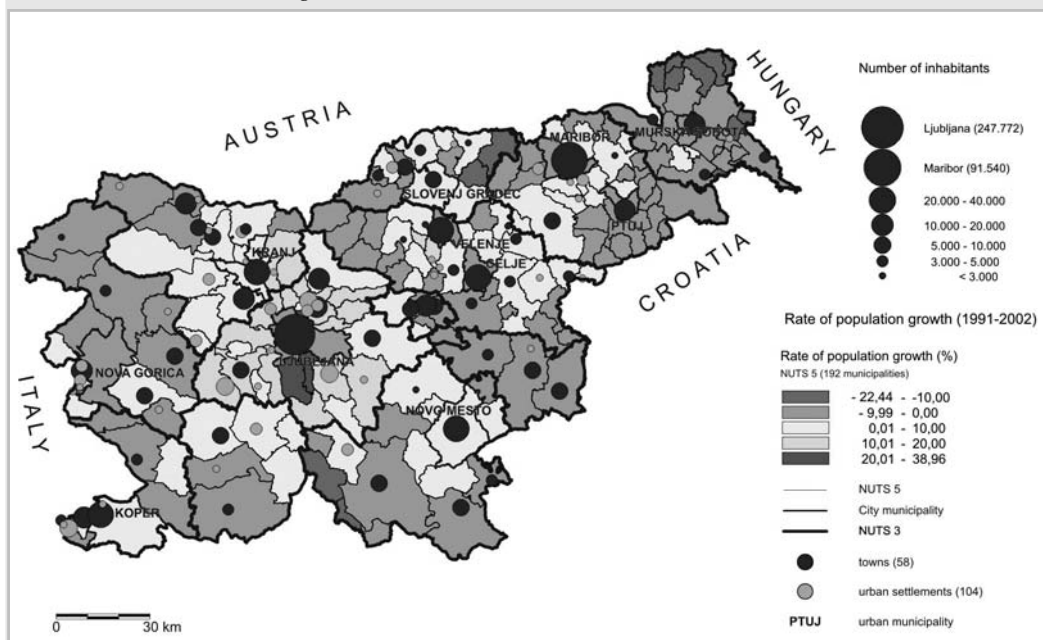 AUSTRIA
HUNGARY
CROATIA
ITALY
MARIBOR
MURSKA SOBOTA
SLOVENJ GRADEC
PTUJ
VELENJE
CELJE
KRANJ
LJUBLJANA
NOVA GORICA
NOVO MESTO
KOPER
0 30 km
Number of inhabitants
Ljubljana (247.772)
Maribor (91.540)
20.000 - 40.000
10.000 - 20.000
5.000 - 10.000
3.000 - 5.000
< 3.000
Rate of population growth (1991-2002)
Rate of population growth (%)
NUTS 5 (192 municipalities)
- 22,44 - -10,00
- 9,99 - 0,00
0,01 - 10,00
10,01 - 20,00
20,01 - 38,96
NUTS 5
City municipality
NUTS 3
towns (58)
urban settlements (104)
PTUJ urban municipality